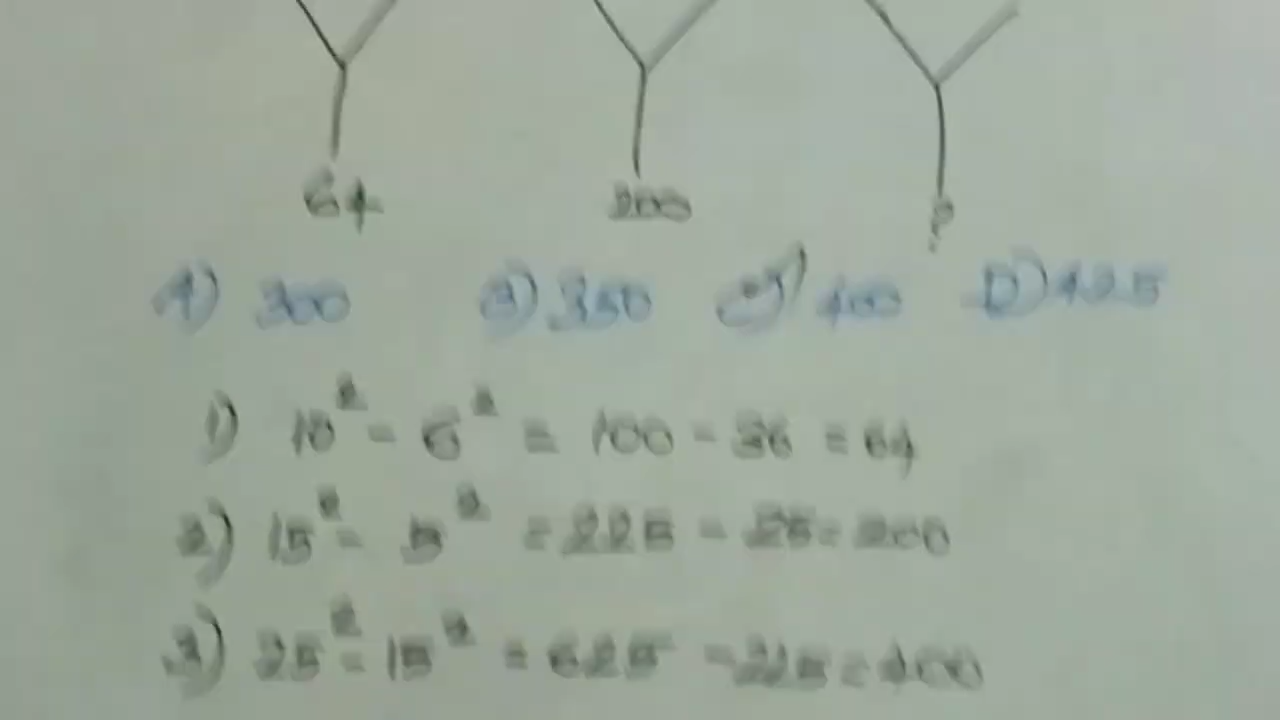 64 200 ?
A) 300 B) 350 C) 400 D) 425
1) 10² - 6² = 100 - 36 = 64
2) 15² - 5² = 225 - 25 = 200
3) 25² - 15² = 625 - 225 = 400